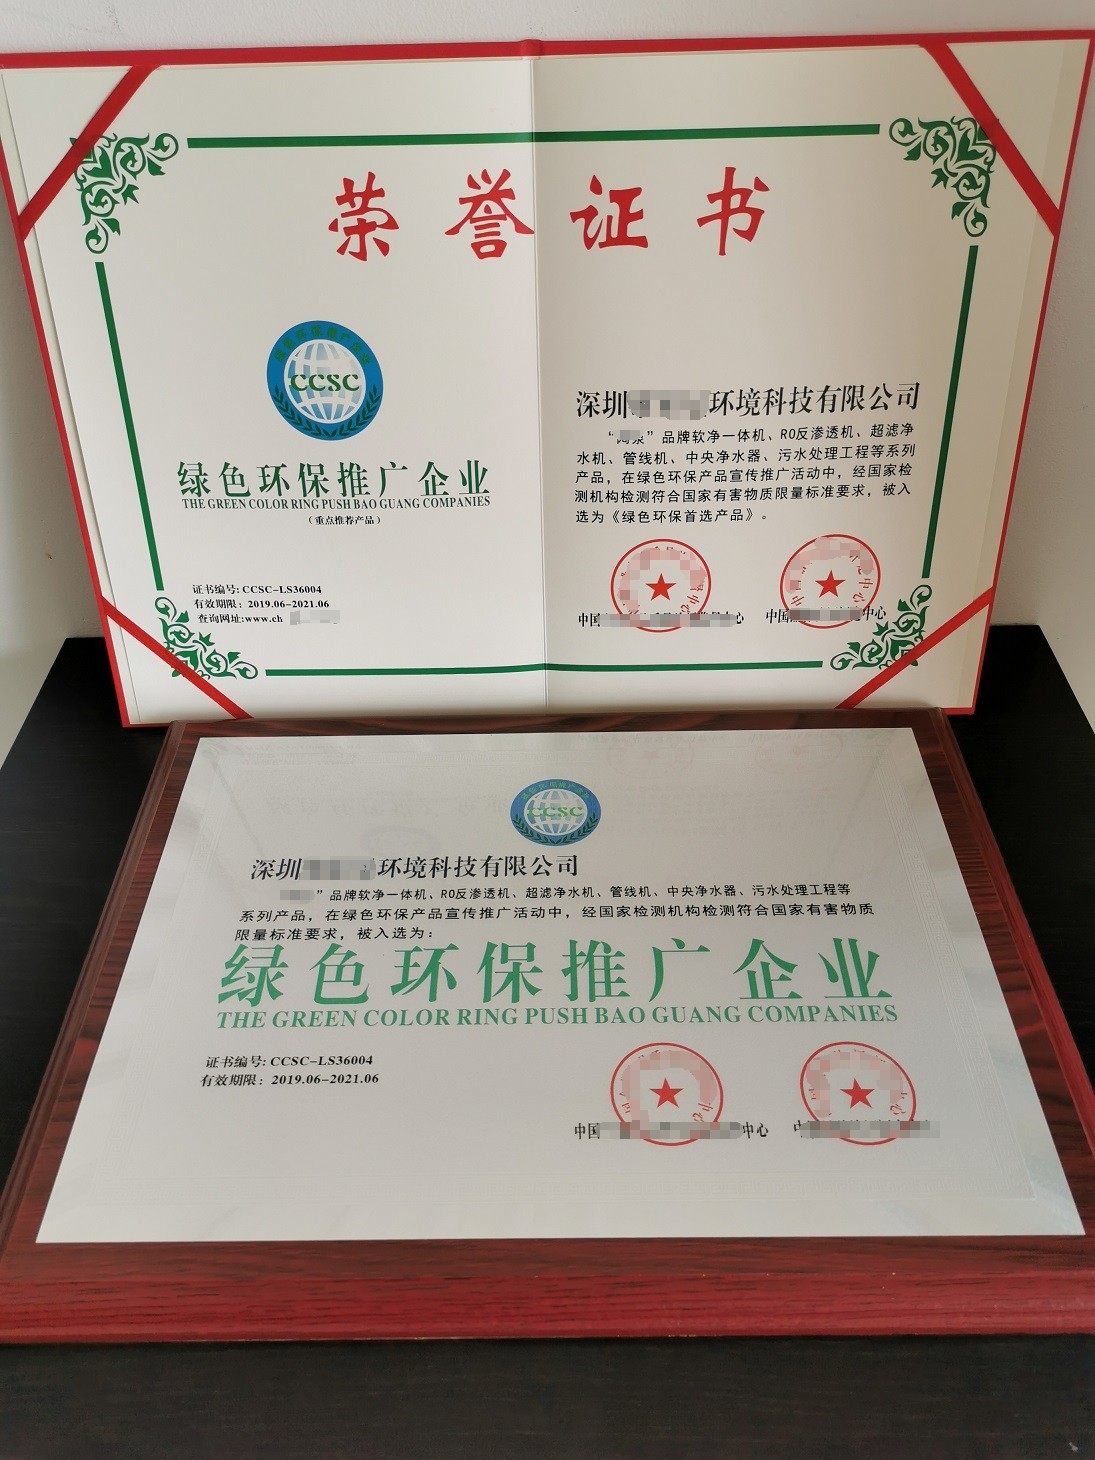 荣誉证书
绿色环保推广企业
CCSC
绿色环保推广企业
THE GREEN COLOR RING PUSH BAO GUANG COMPANIES
(重点推荐产品)
证书编号: CCSC-LS36004
有效期限: 2019.06-2021.06
查询网址:www.ch
深圳 环境科技有限公司
“ ”品牌软净一体机、RO反渗透机、超滤净
水机、管线机、中央净水器、污水处理工程等系列
产品，在绿色环保产品宣传推广活动中，经国家检
测机构检测符合国家有害物质限量标准要求，被入
选为《绿色环保首选产品》。
中国 中心
中国 中心
CCSC
深圳 环境科技有限公司
”品牌软净一体机、RO反渗透机、超滤净水机、管线机、中央净水器、污水处理工程等
系列产品，在绿色环保产品宣传推广活动中，经国家检测机构检测符合国家有害物质
限量标准要求，被入选为:
绿色环保推广企业
THE GREEN COLOR RING PUSH BAO GUANG COMPANIES
证书编号: CCSC-LS36004
有效期限: 2019.06-2021.06
中国 中心
中